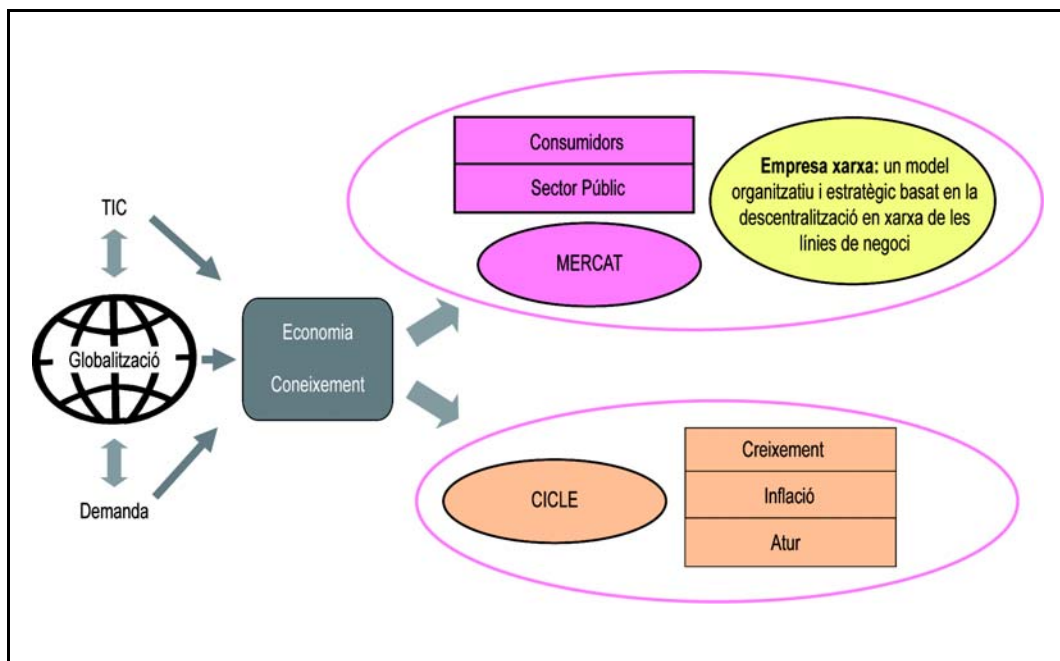 TIC
Globalització
Demanda
Economia
Coneixement
Consumidors
Sector Públic
MERCAT
Empresa xarxa: un model
organitzatiu i estratègic basat en la
descentralització en xarxa de les
línies de negoci
CICLE
Creixement
Inflació
Atur